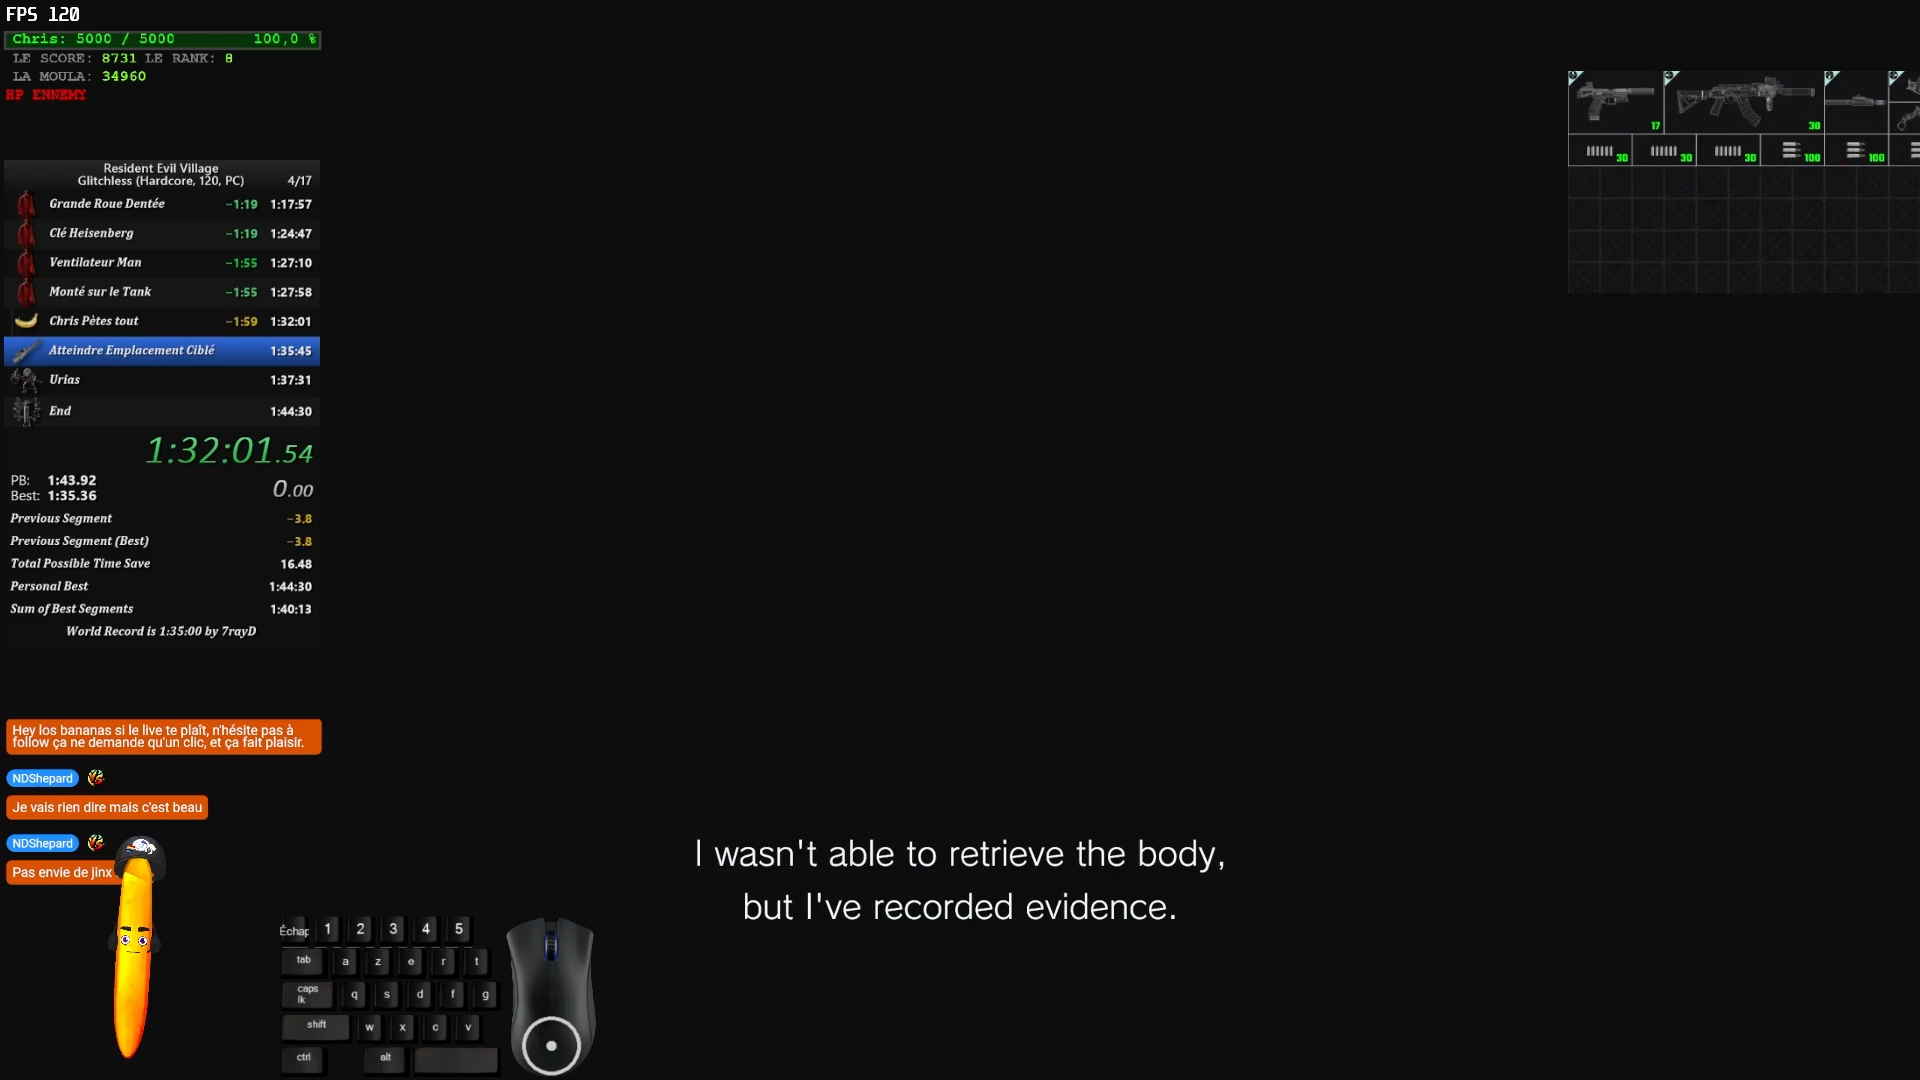 FPS 120
Chris: 5000 / 5000 100,0 %
LE SCORE: 8731 LE RANK: 8
LA MOULA: 34960
HP ENNEMY
17
30
30
30
30
100
100
Resident Evil Village
Glitchless (Hardcore, 120, PC) 4/17
Grande Roue Dentée −1:19 1:17:57
Clé Heisenberg −1:19 1:24:47
Ventilateur Man −1:55 1:27:10
Monté sur le Tank −1:55 1:27:58
Chris Pètes tout −1:59 1:32:01
Atteindre Emplacement Ciblé 1:35:45
Urias 1:37:31
End 1:44:30
1:32:01.54
PB: 1:43.92
Best: 1:35.36
0.00
Previous Segment −3.8
Previous Segment (Best) −3.8
Total Possible Time Save 16.48
Personal Best 1:44:30
Sum of Best Segments 1:40:13
World Record is 1:35:00 by 7rayD
Hey los bananas si le live te plaît, n'hésite pas à
follow ça ne demande qu'un clic, et ça fait plaisir.
NDShepard
Je vais rien dire mais c'est beau
NDShepard
Pas envie de jinx
I wasn't able to retrieve the body,
but I've recorded evidence.
Échap 1 2 3 4 5
tab a z e r t
caps
lk q s d f g
shift w x c v
ctrl alt